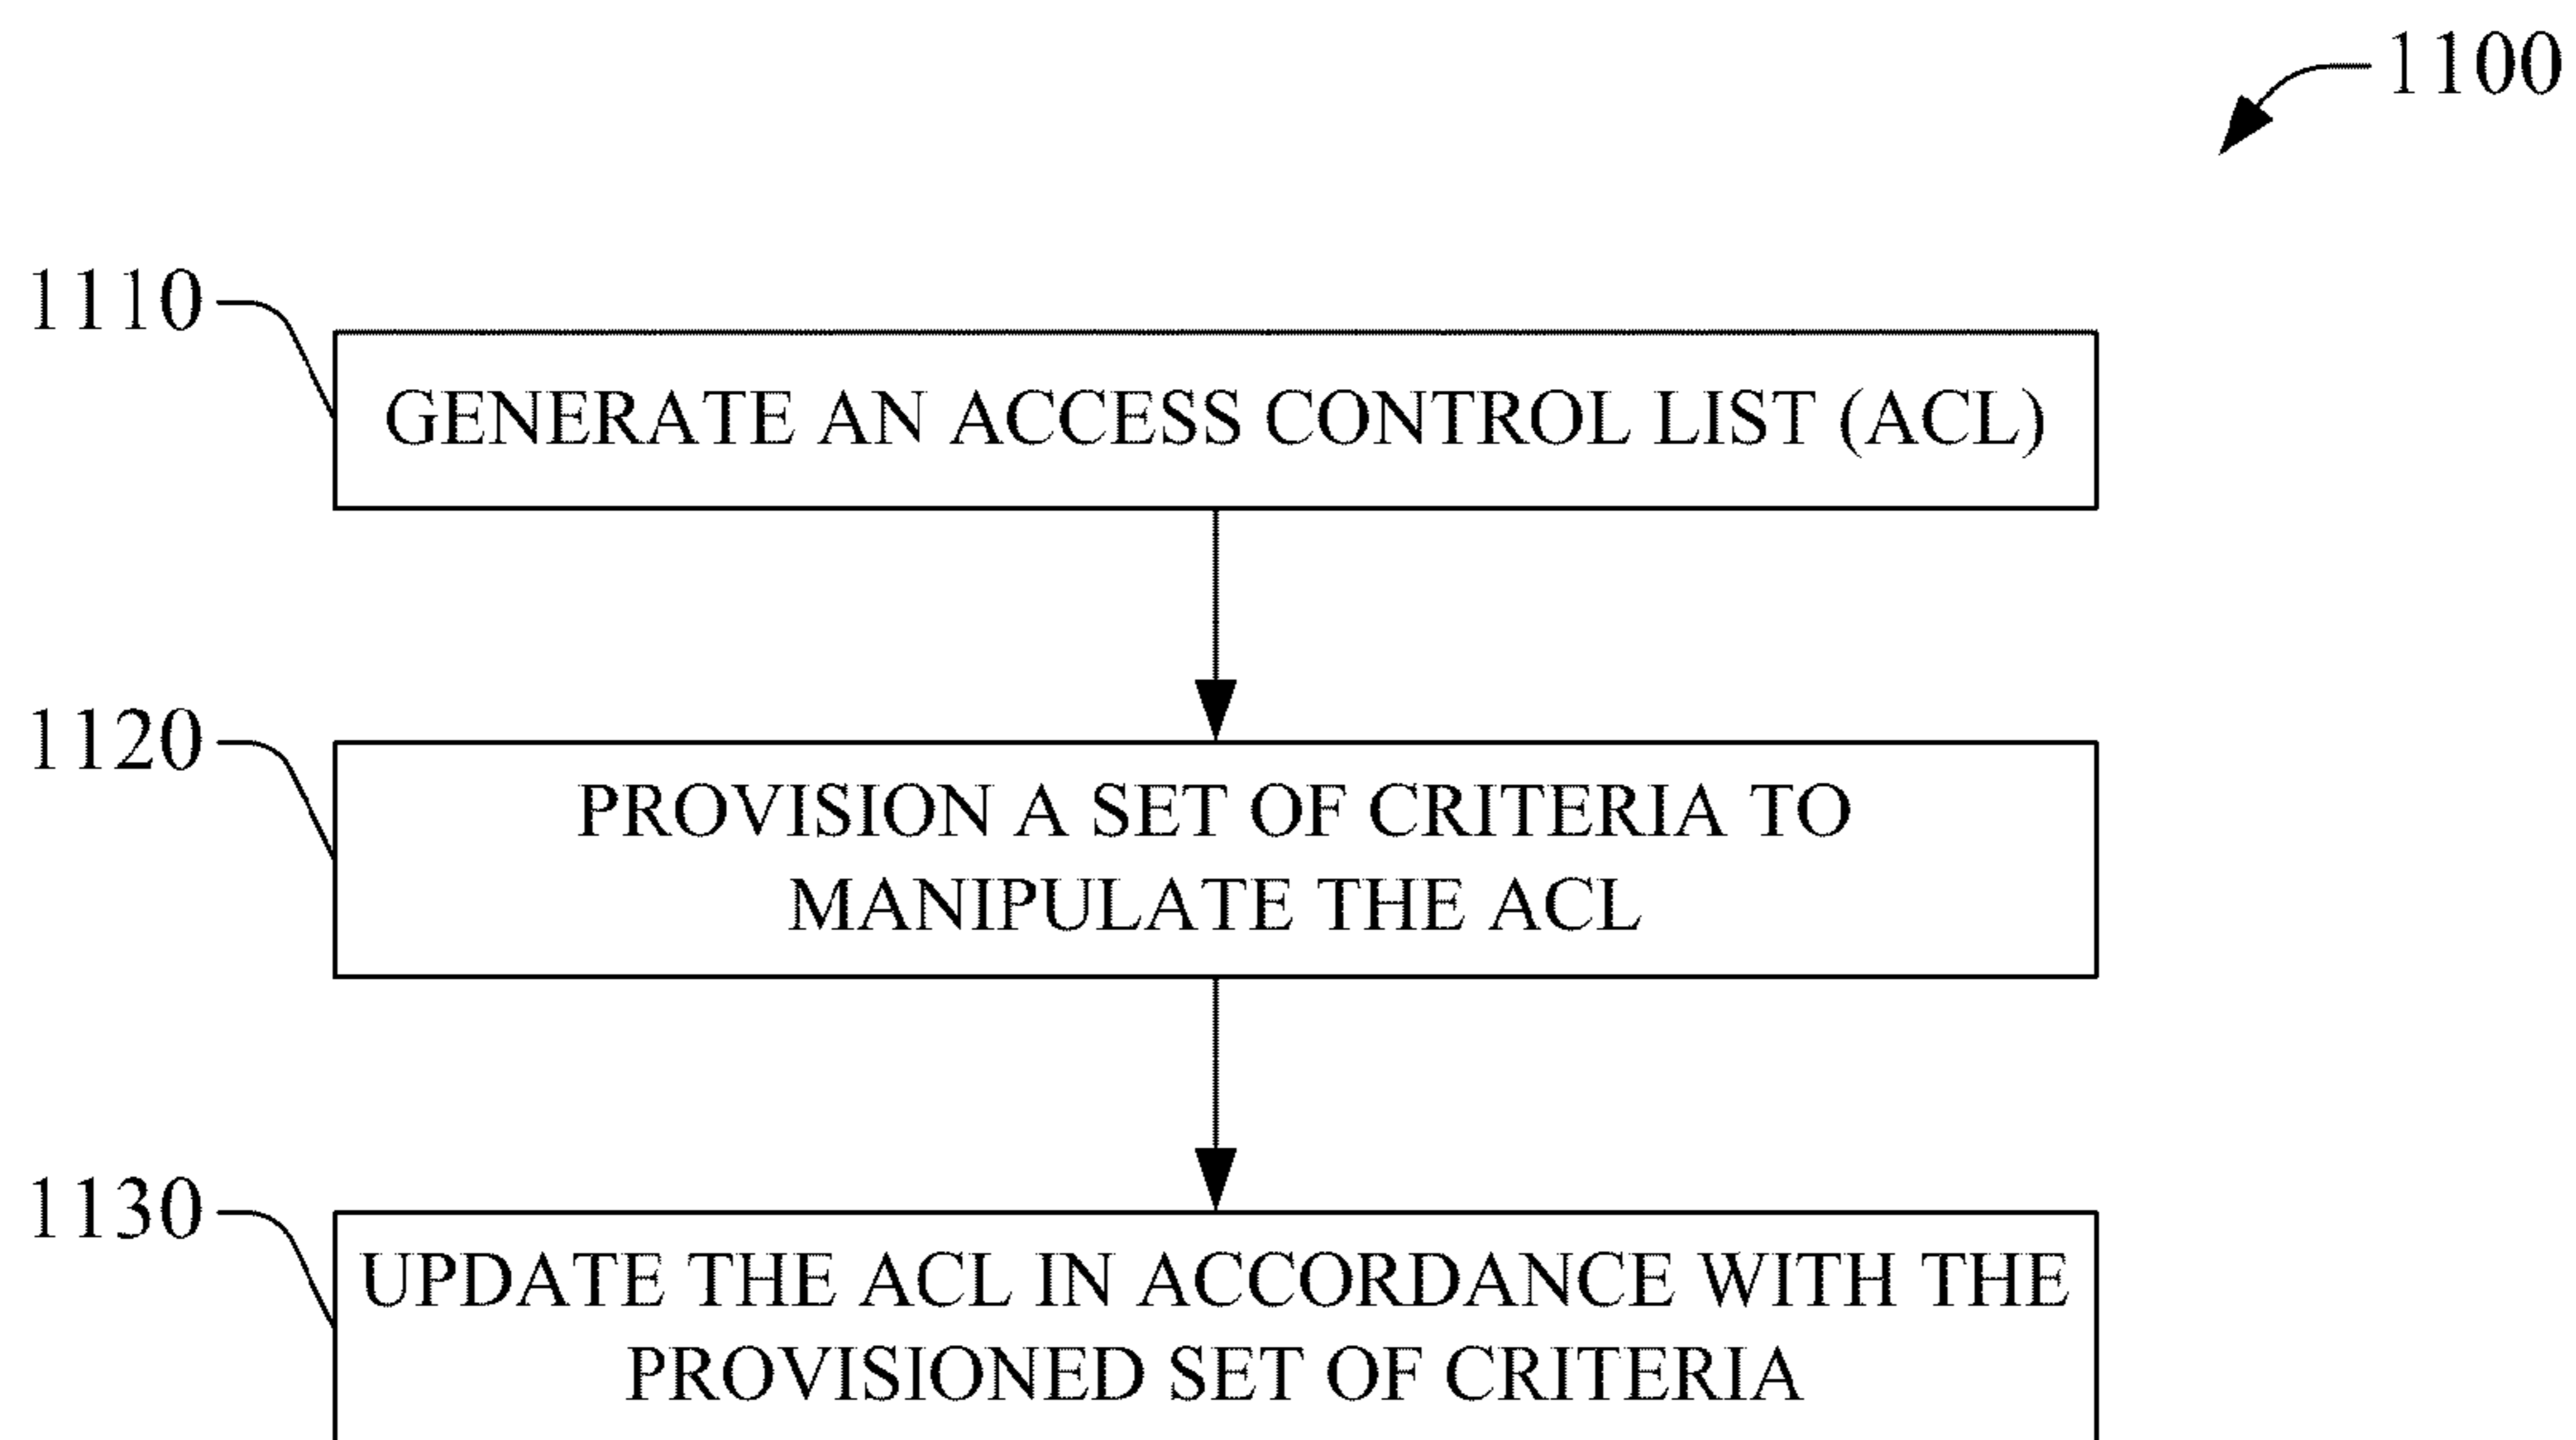 1100
1110
GENERATE AN ACCESS CONTROL LIST (ACL)
1120
PROVISION A SET OF CRITERIA TO
MANIPULATE THE ACL
1130
UPDATE THE ACL IN ACCORDANCE WITH THE
PROVISIONED SET OF CRITERIA